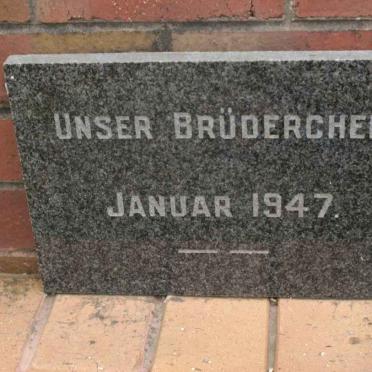 UNSER BRÜDERCHEN
JANUAR 1947.